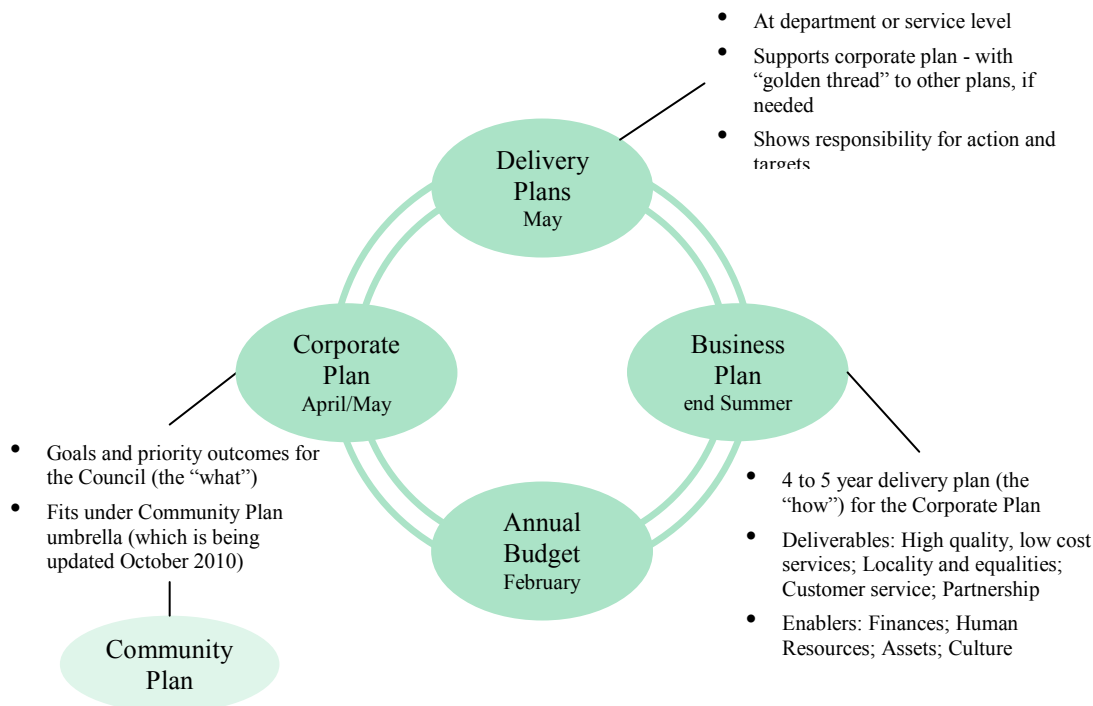 • At department or service level
• Supports corporate plan - with
“golden thread” to other plans, if
needed
• Shows responsibility for action and
targets
Delivery
Plans
May
Corporate
Plan
April/May
Business
Plan
end Summer
• Goals and priority outcomes for
the Council (the “what”)
• Fits under Community Plan
umbrella (which is being
updated October 2010)
• 4 to 5 year delivery plan (the
“how”) for the Corporate Plan
• Deliverables: High quality, low cost
services; Locality and equalities;
Customer service; Partnership
• Enablers: Finances; Human
Resources; Assets; Culture
Annual
Budget
February
Community
Plan